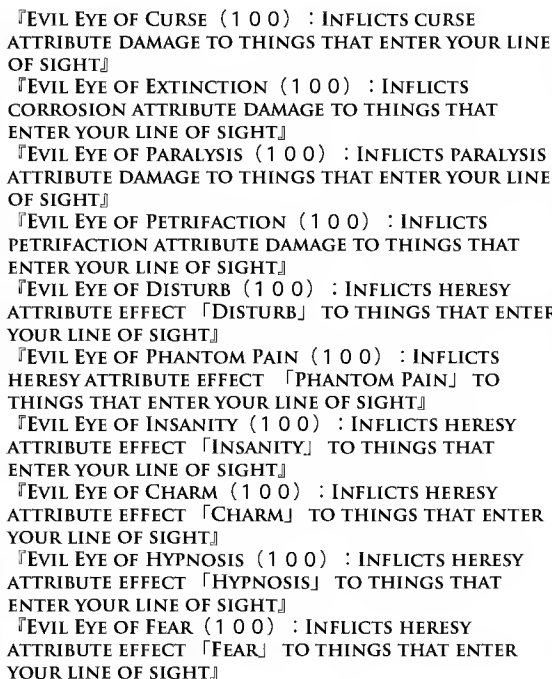 『Evil Eye of Curse（１００）：Inflicts curse
attribute damage to things that enter your line
of sight』
『Evil Eye of Extinction（１００）：Inflicts
corrosion attribute damage to things that
enter your line of sight』
『Evil Eye of Paralysis（１００）：Inflicts paralysis
attribute damage to things that enter your line
of sight』
『Evil Eye of Petrifaction（１００）：Inflicts
petrifaction attribute damage to things that
enter your line of sight』
『Evil Eye of Disturb（１００）：Inflicts heresy
attribute effect 「Disturb」 to things that enter
your line of sight』
『Evil Eye of Phantom Pain（１００）：Inflicts
heresy attribute effect 「Phantom Pain」 to
things that enter your line of sight』
『Evil Eye of Insanity（１００）：Inflicts heresy
attribute effect 「Insanity」 to things that
enter your line of sight』
『Evil Eye of Charm（１００）：Inflicts heresy
attribute effect 「Charm」 to things that enter
your line of sight』
『Evil Eye of Hypnosis（１００）：Inflicts heresy
attribute effect 「Hypnosis」 to things that
enter your line of sight』
『Evil Eye of Fear（１００）：Inflicts heresy
attribute effect 「Fear」 to things that enter
your line of sight』